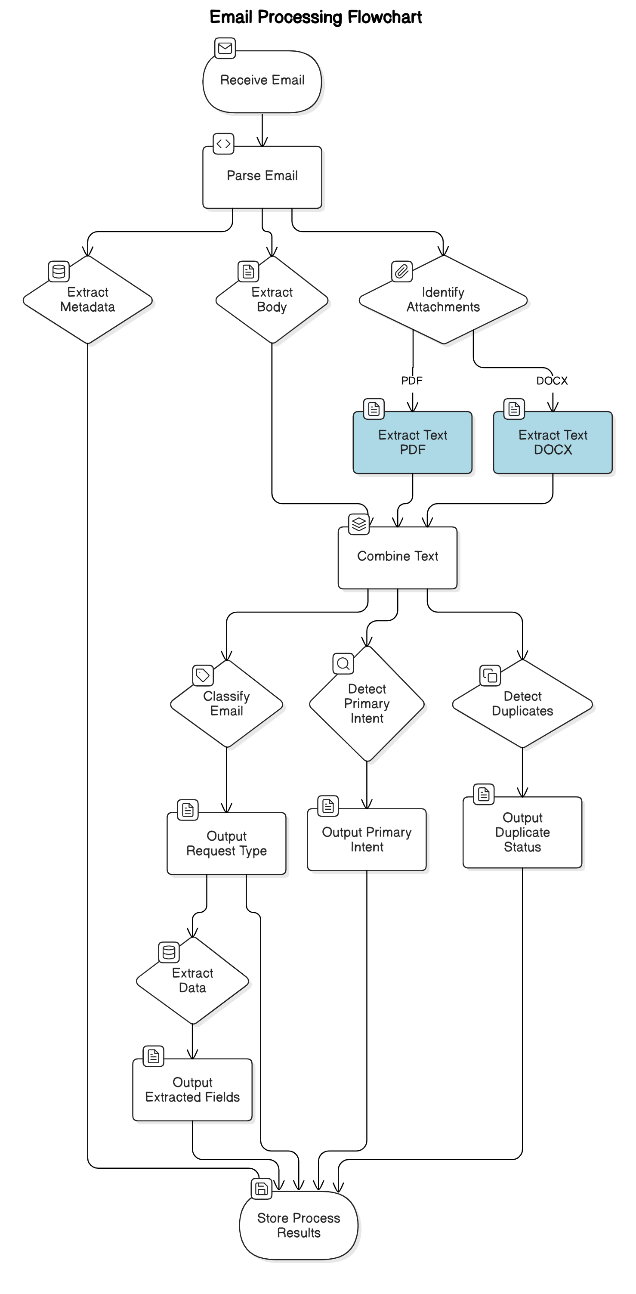 Email Processing Flowchart
Receive Email
Parse Email
Extract
Metadata
Extract
Body
Identify
Attachments
PDF
DOCX
Extract Text
PDF
Extract Text
DOCX
Combine Text
Classify
Email
Detect
Primary
Intent
Detect
Duplicates
Output
Request Type
Output Primary
Intent
Output
Duplicate
Status
Extract
Data
Output
Extracted Fields
Store Process
Results